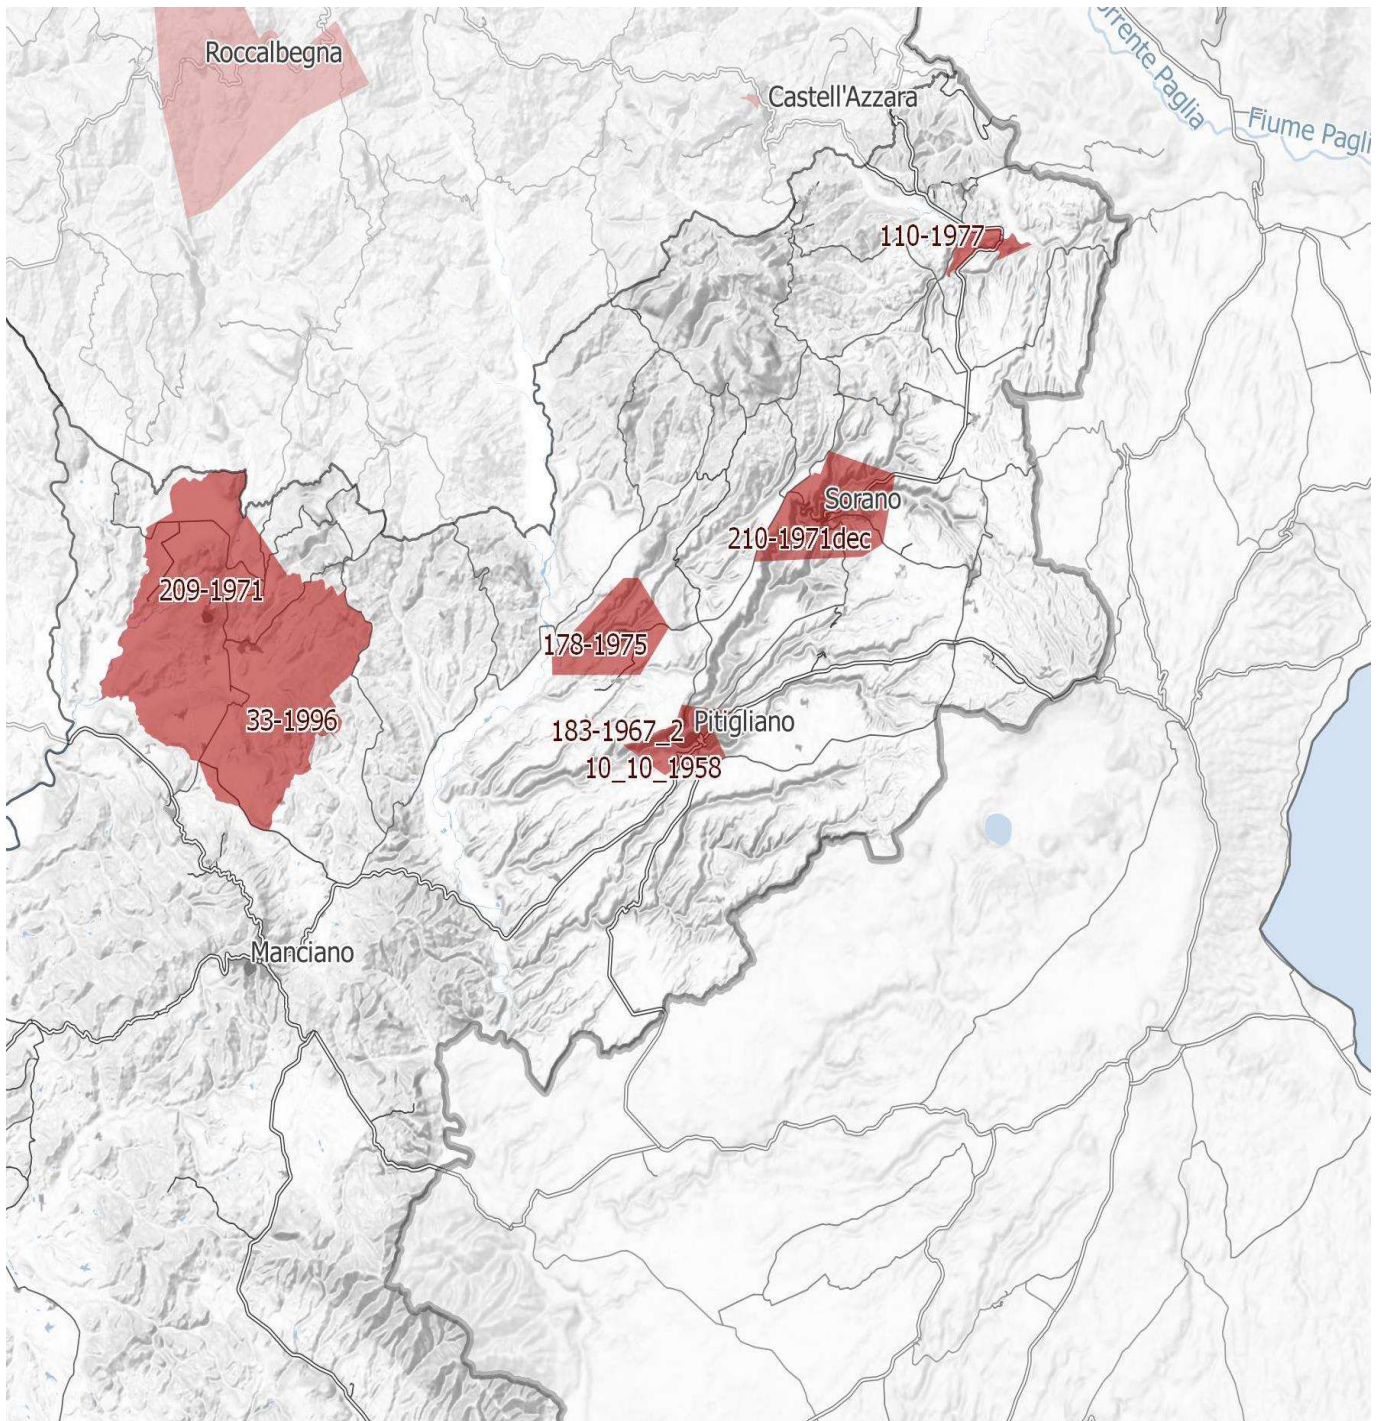 Roccalbegna
Castell'Azzara
orrente Paglia
Fiume Pagli
110-1977
Sorano
210-1971dec
209-1971
178-1975
33-1996
183-1967_2
Pitigliano
10_10_1958
Manciano